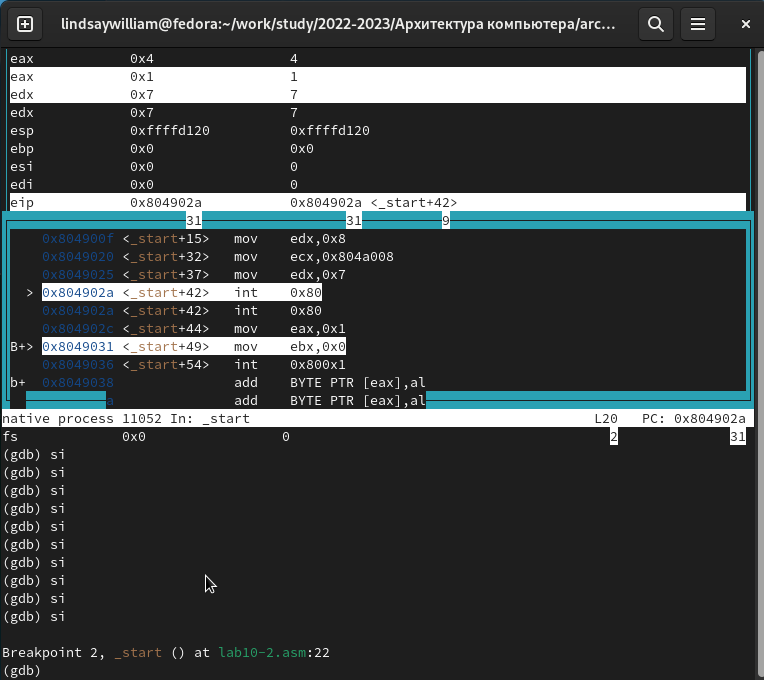 lindsaywilliam@fedora:~/work/study/2022-2023/Архитектура компьютера/arc...
eax 0x4 4
eax 0x1 1
edx 0x7 7
edx 0x7 7
esp 0xffffd120 0xffffd120
ebp 0x0 0x0
esi 0x0 0
edi 0x0 0
eip 0x804902a 0x804902a <_start+42>
31 31 9
0x804900f <_start+15> mov edx,0x8
0x8049020 <_start+32> mov ecx,0x804a008
0x8049025 <_start+37> mov edx,0x7
> 0x804902a <_start+42> int 0x80
0x804902a <_start+42> int 0x80
0x804902c <_start+44> mov eax,0x1
B+> 0x8049031 <_start+49> mov ebx,0x0
0x8049036 <_start+54> int 0x800x1
b+ 0x8049038 add BYTE PTR [eax],al
a add BYTE PTR [eax],al
native process 11052 In: _start L20 PC: 0x804902a
fs 0x0 0 2 31
(gdb) si
(gdb) si
(gdb) si
(gdb) si
(gdb) si
(gdb) si
(gdb) si
(gdb) si
(gdb) si
(gdb) si
Breakpoint 2, _start () at lab10-2.asm:22
(gdb)